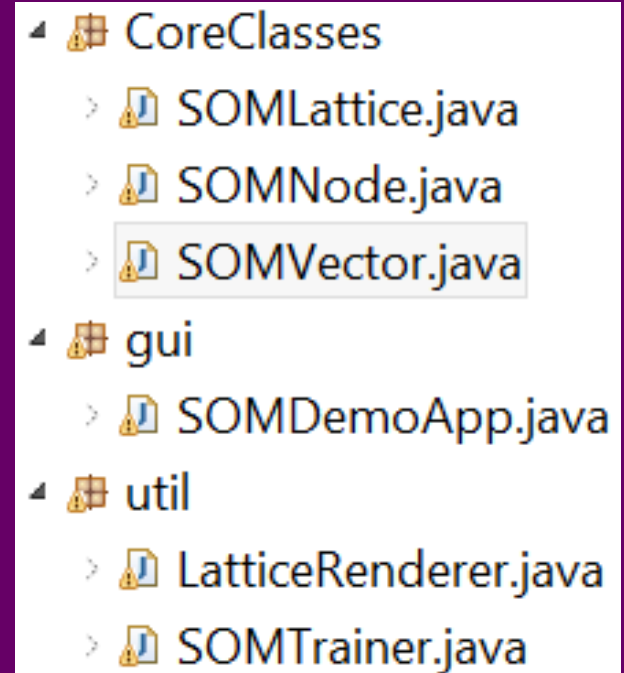 CoreClasses
SOMLattice.java
SOMNode.java
SOMVector.java
gui
SOMDemoApp.java
util
LatticeRenderer.java
SOMTrainer.java